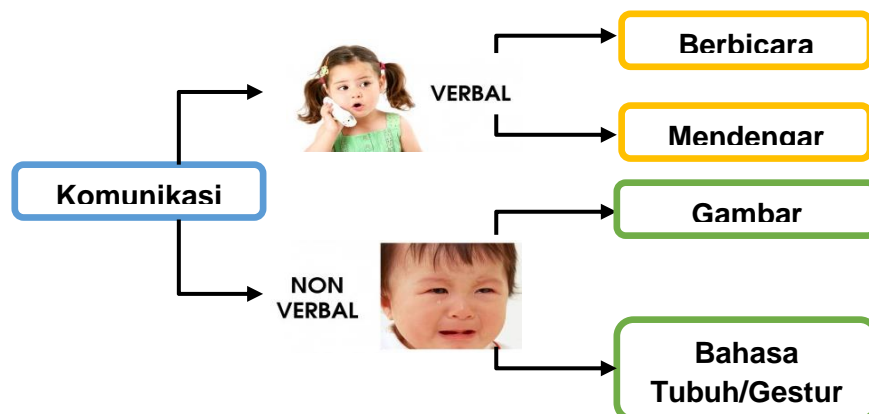 Berbicara
VERBAL
Mendengar
Komunikasi
Gambar
NON
VERBAL
Bahasa
Tubuh/Gestur